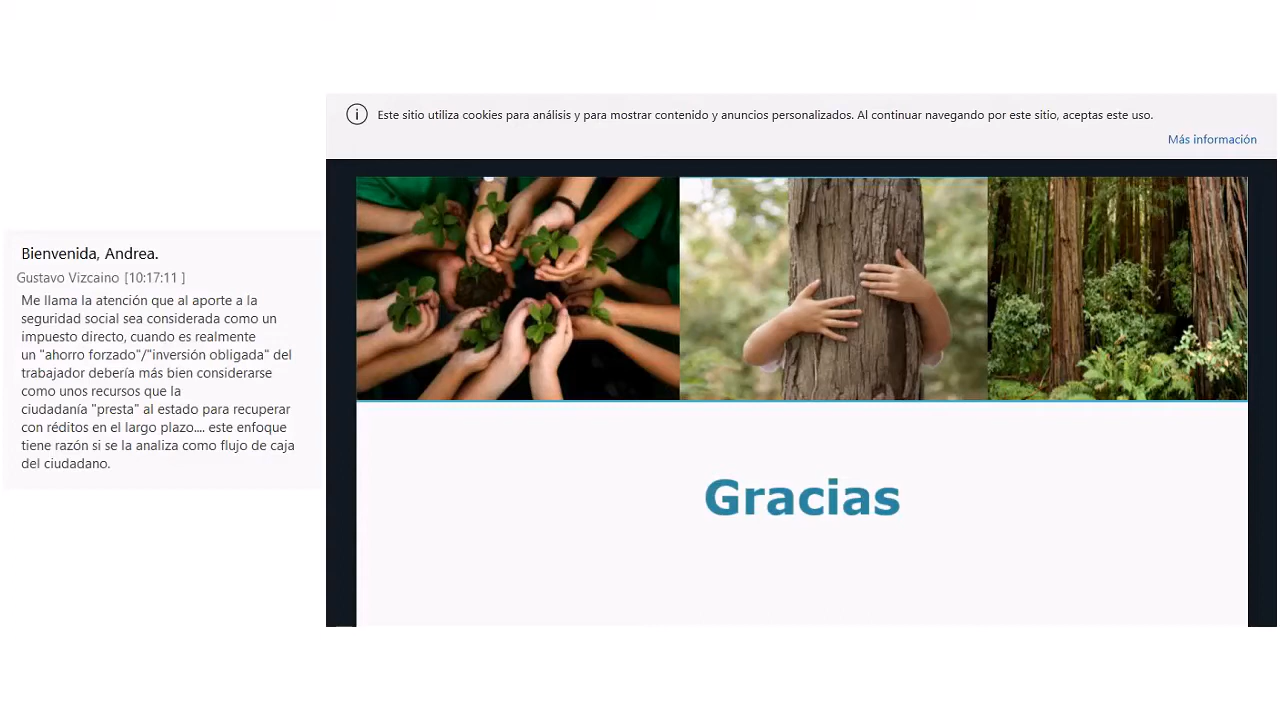 Este sitio utiliza cookies para análisis y para mostrar contenido y anuncios personalizados. Al continuar navegando por este sitio, aceptas este uso.
Más información
Bienvenida, Andrea.
Gustavo Vizcaino [10:17:11 ]
Me llama la atención que al aporte a la
seguridad social sea considerada como un
impuesto directo, cuando es realmente
un "ahorro forzado"/"inversión obligada" del
trabajador debería más bien considerarse
como unos recursos que la
ciudadanía "presta" al estado para recuperar
con réditos en el largo plazo.... este enfoque
tiene razón si se la analiza como flujo de caja
del ciudadano.
Gracias